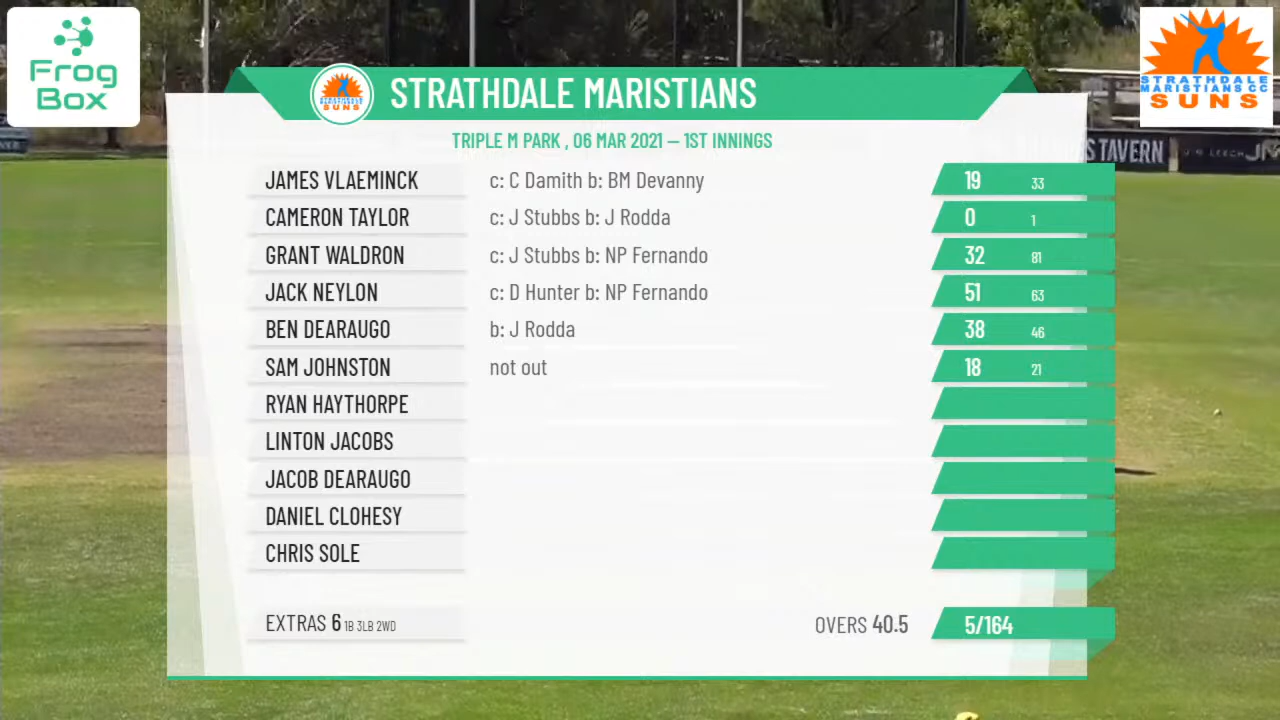 Frog
Box
STRATHDALE MARISTIANS
SUNS
STRATHDALE
MARISTIANS CC
SUNS
TRIPLE M PARK , 06 MAR 2021 – 1ST INNINGS
S TAVERN
JAMES VLAEMINCK c: C Damith b: BM Devanny 19 33
CAMERON TAYLOR c: J Stubbs b: J Rodda 0 1
GRANT WALDRON c: J Stubbs b: NP Fernando 32 81
JACK NEYLON c: D Hunter b: NP Fernando 51 63
BEN DEARAUGO b: J Rodda 38 46
SAM JOHNSTON not out 18 21
RYAN HAYTHORPE
LINTON JACOBS
JACOB DEARAUGO
DANIEL CLOHESY
CHRIS SOLE
EXTRAS 6 1B 3LB 2WD OVERS 40.5 5/164